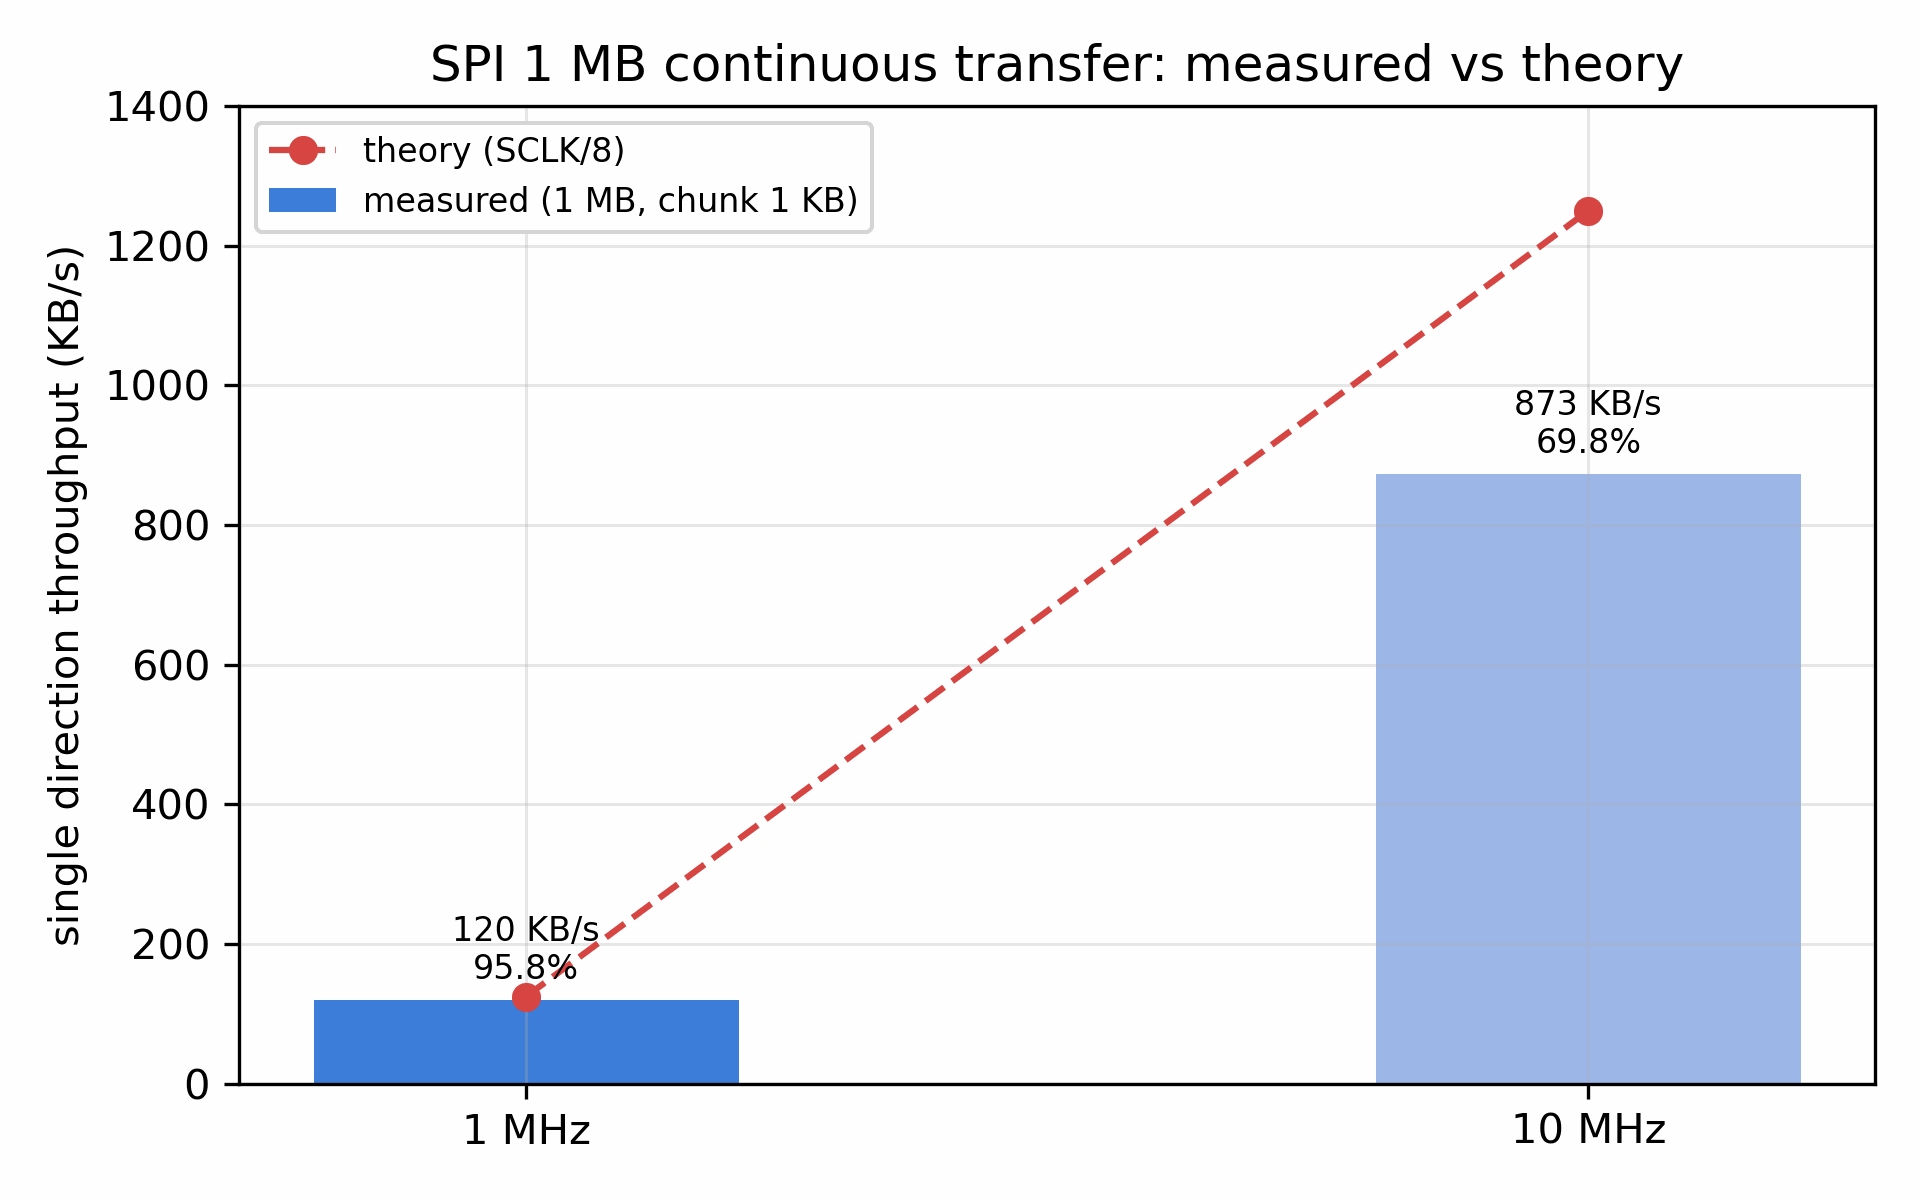 SPI 1 MB continuous transfer: measured vs theory
single direction throughput (KB/s)
1400
1200
1000
800
600
400
200
0
theory (SCLK/8)
measured (1 MB, chunk 1 KB)
120 KB/s
95.8%
873 KB/s
69.8%
1 MHz
10 MHz